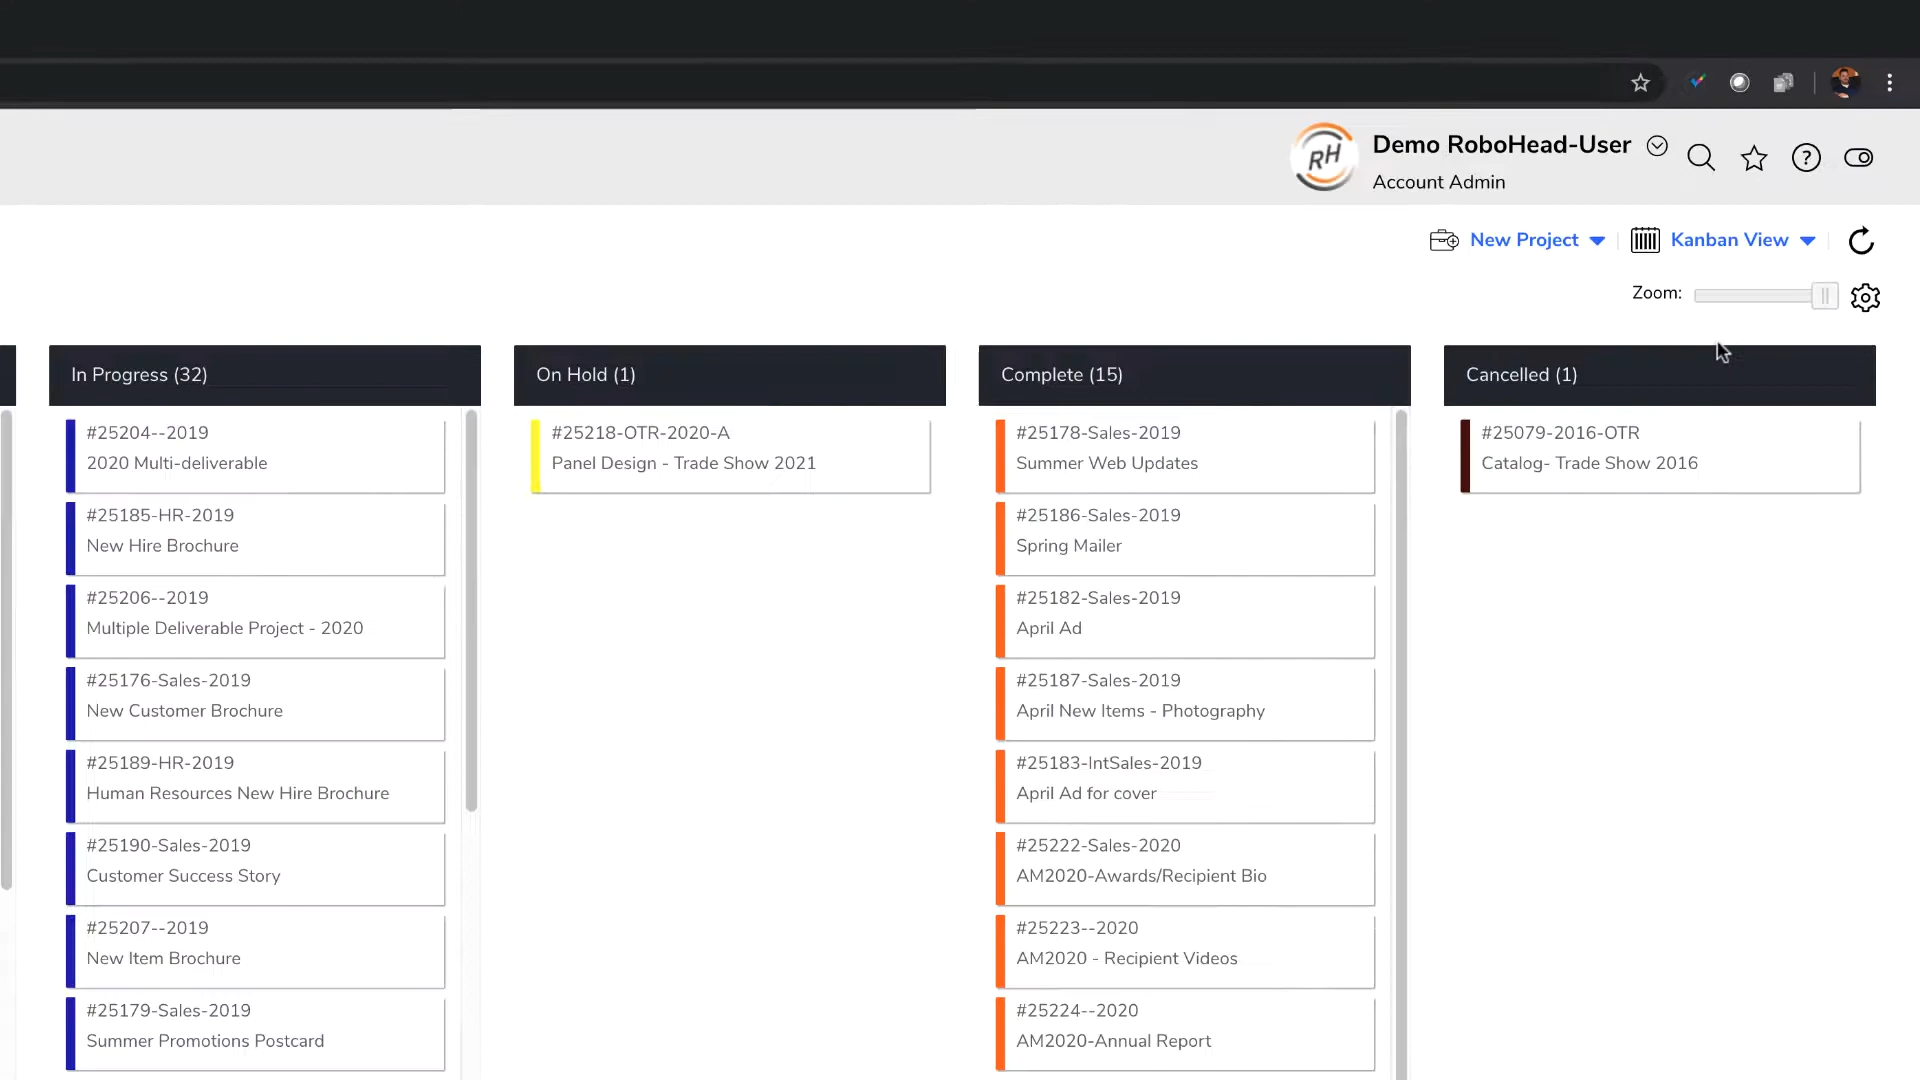 RH
Demo RoboHead-User
Account Admin
New Project
Kanban View
Zoom:
In Progress (32)
#25204--2019
2020 Multi-deliverable
#25185-HR-2019
New Hire Brochure
#25206--2019
Multiple Deliverable Project - 2020
#25176-Sales-2019
New Customer Brochure
#25189-HR-2019
Human Resources New Hire Brochure
#25190-Sales-2019
Customer Success Story
#25207--2019
New Item Brochure
#25179-Sales-2019
Summer Promotions Postcard
On Hold (1)
#25218-OTR-2020-A
Panel Design - Trade Show 2021
Complete (15)
#25178-Sales-2019
Summer Web Updates
#25186-Sales-2019
Spring Mailer
#25182-Sales-2019
April Ad
#25187-Sales-2019
April New Items - Photography
#25183-IntSales-2019
April Ad for cover
#25222-Sales-2020
AM2020-Awards/Recipient Bio
#25223--2020
AM2020 - Recipient Videos
#25224--2020
AM2020-Annual Report
Cancelled (1)
#25079-2016-OTR
Catalog- Trade Show 2016